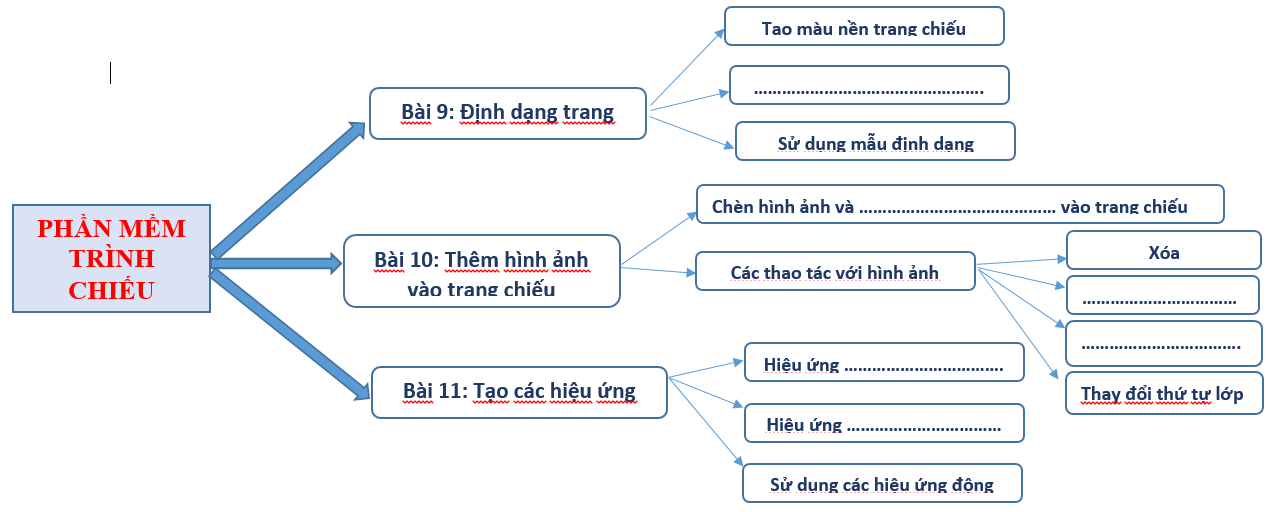 PHẦN MỀM
TRÌNH
CHIẾU
Bài 9: Định dạng trang
Tạo màu nền trang chiếu
……………………………………….
Sử dụng mẫu định dạng
Bài 10: Thêm hình ảnh
vào trang chiếu
Chèn hình ảnh và …………………………………… vào trang chiếu
Các thao tác với hình ảnh
Xóa
……………………………
…………………………….
Thay đổi thứ tự lớp
Bài 11: Tạo các hiệu ứng
Hiệu ứng …………………………….
Hiệu ứng ……………………………
Sử dụng các hiệu ứng động